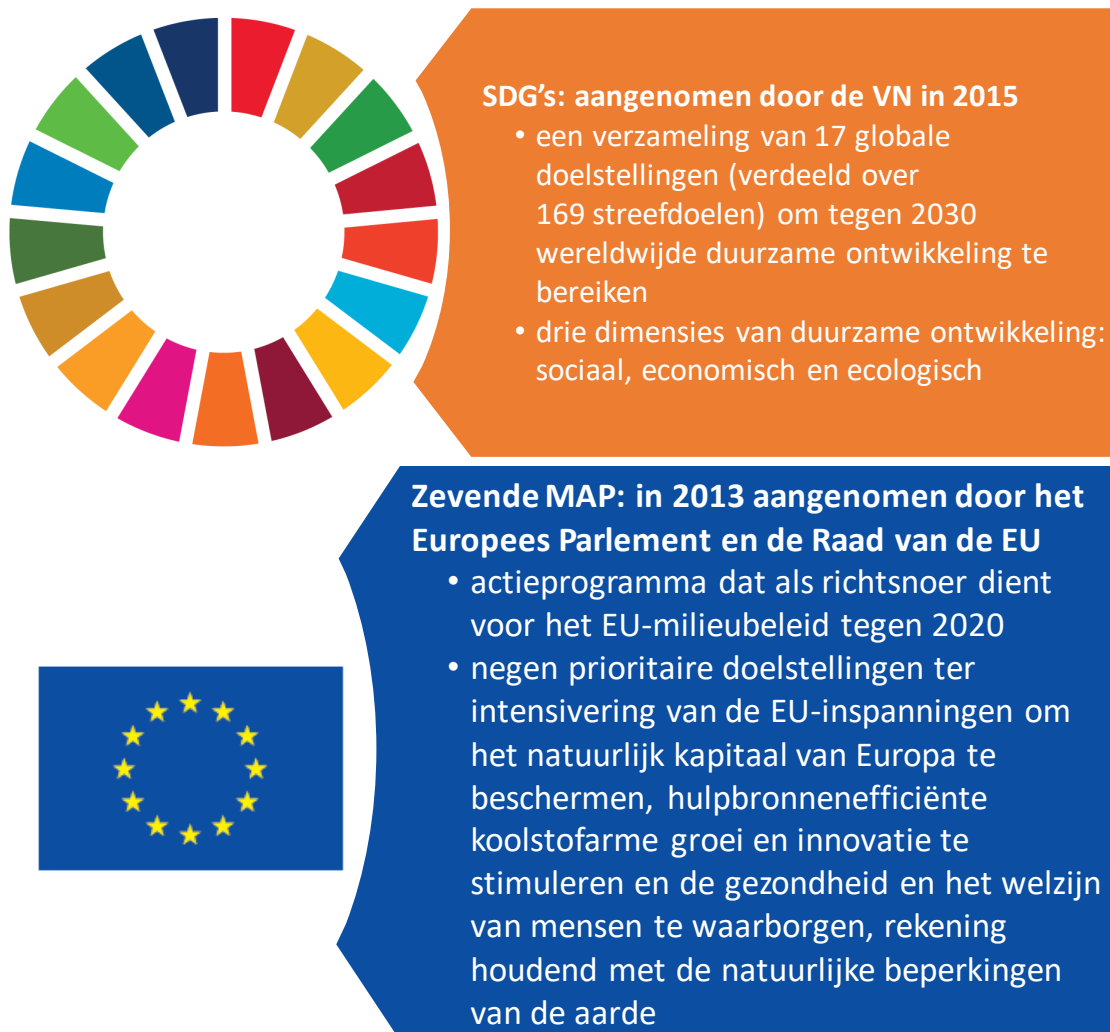 SDG's: aangenomen door de VN in 2015
• een verzameling van 17 globale
doelstellingen (verdeeld over
169 streefdoelen) om tegen 2030
wereldwijde duurzame ontwikkeling te
bereiken
• drie dimensies van duurzame ontwikkeling:
sociaal, economisch en ecologisch
Zevende MAP: in 2013 aangenomen door het
Europees Parlement en de Raad van de EU
• actieprogramma dat als richtsnoer dient
voor het EU-milieubeleid tegen 2020
• negen prioritaire doelstellingen ter
intensivering van de EU-inspanningen om
het natuurlijk kapitaal van Europa te
beschermen, hulpbronnenefficiënte
koolstofarme groei en innovatie te
stimuleren en de gezondheid en het welzijn
van mensen te waarborgen, rekening
houdend met de natuurlijke beperkingen
van de aarde